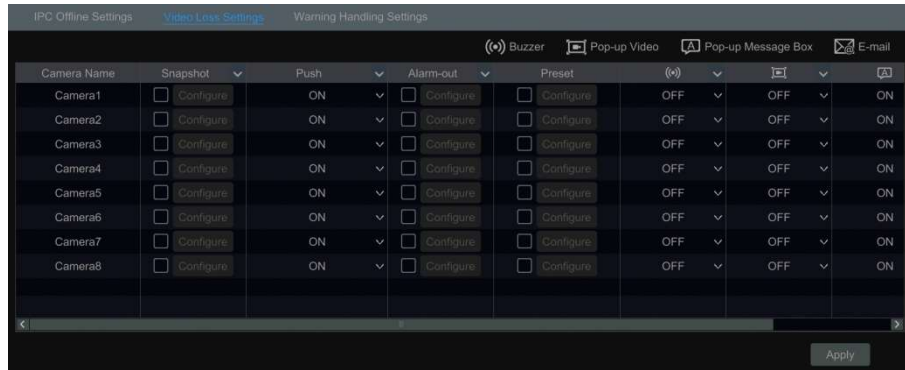 IPC Offline Settings Video Loss Settings Warning Handling Settings
Buzzer Pop-up Video A Pop-up Message Box E-mail
Camera Name Snapshot Push Alarm-out Preset A
Camera1 Configure ON Configure Configure OFF OFF ON
Camera2 Configure ON Configure Configure OFF OFF ON
Camera3 Configure ON Configure Configure OFF OFF ON
Camera4 Configure ON Configure Configure OFF OFF ON
Camera5 Configure ON Configure Configure OFF OFF ON
Camera6 Configure ON Configure Configure OFF OFF ON
Camera7 Configure ON Configure Configure OFF OFF ON
Camera8 Configure ON Configure Configure OFF OFF ON
Apply